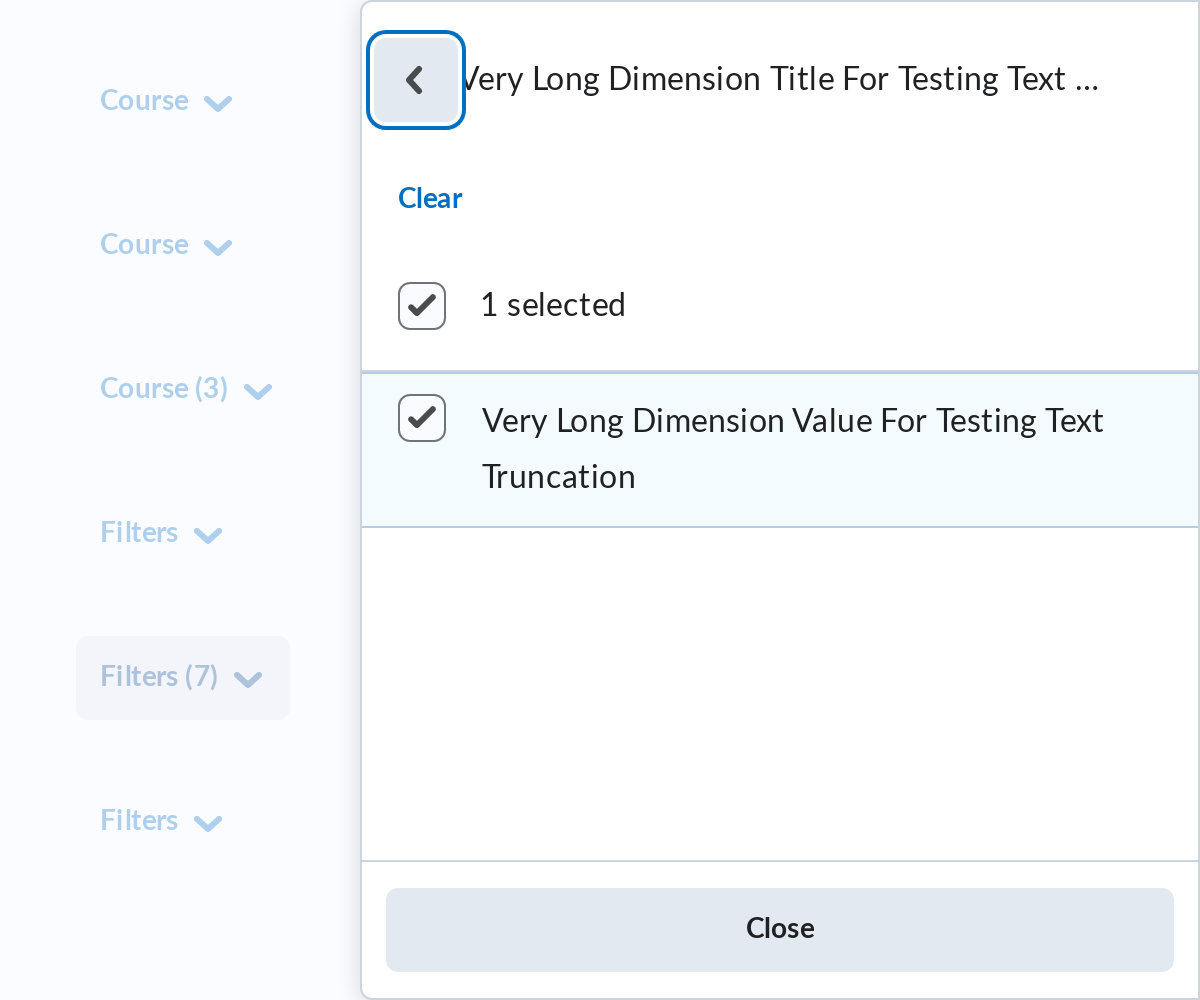 Course
Course
Course (3)
Filters
Filters (7)
Filters
Very Long Dimension Title For Testing Text ...
Clear
1 selected
Very Long Dimension Value For Testing Text
Truncation
Close